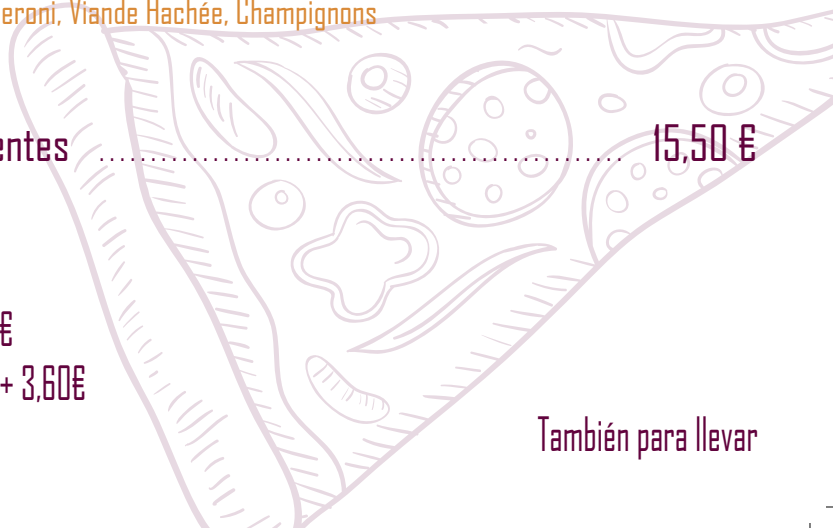 eroni, Viande Hachée, Champignons
entes ........................................................ 15,50 €
€
+ 3,60€
También para llevar